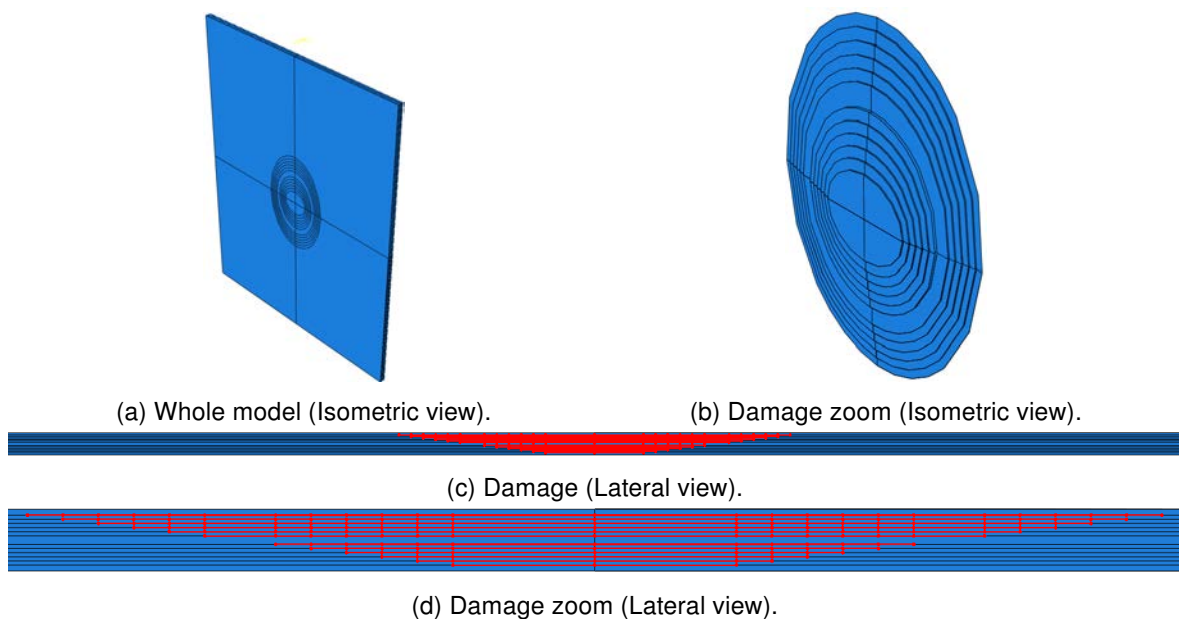 (a) Whole model (Isometric view).
(b) Damage zoom (Isometric view).
(c) Damage (Lateral view).
(d) Damage zoom (Lateral view).